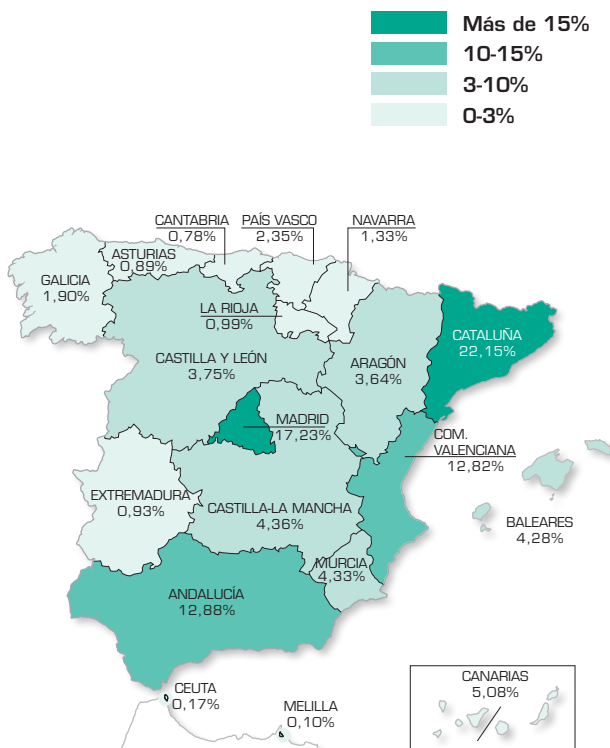 Más de 15%
10-15%
3-10%
0-3%
CANTABRIA
0,78%
PAÍS VASCO
2,35%
NAVARRA
1,33%
ASTURIAS
0,89%
GALICIA
1,90%
LA RIOJA
0,99%
CATALUÑA
22,15%
CASTILLA Y LEÓN
3,75%
ARAGÓN
3,64%
MADRID
17,23%
COM.
VALENCIANA
12,82%
EXTREMADURA
0,93%
CASTILLA-LA MANCHA
4,36%
BALEARES
4,28%
MURCIA
4,33%
ANDALUCÍA
12,88%
CEUTA
0,17%
MELILLA
0,10%
CANARIAS
5,08%